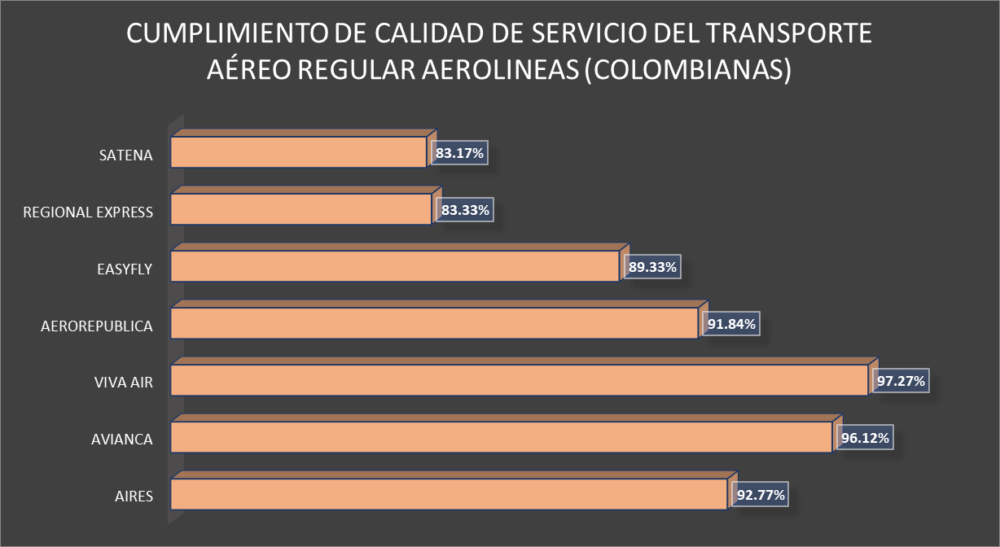 CUMPLIMIENTO DE CALIDAD DE SERVICIO DEL TRANSPORTE
AÉREO REGULAR AEROLINEAS (COLOMBIANAS)
SATENA 83.17%
REGIONAL EXPRESS 83.33%
EASYFLY 89.33%
AEROREPUBLICA 91.84%
VIVA AIR 97.27%
AVIANCA 96.12%
AIRES 92.77%